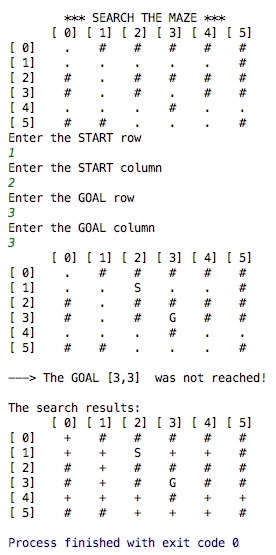 *** SEARCH THE MAZE ***
[ 0] [ 1] [ 2] [ 3] [ 4] [ 5]
[ 0] . # # # # #
[ 1] . . . . . #
[ 2] # . # # # #
[ 3] # . # . # #
[ 4] . . . # . .
[ 5] # # . . . #
Enter the START row
1
Enter the START column
2
Enter the GOAL row
3
Enter the GOAL column
3
[ 0] [ 1] [ 2] [ 3] [ 4] [ 5]
[ 0] . # # # # #
[ 1] . . S . . #
[ 2] # . # # # #
[ 3] # . # G # #
[ 4] . . . # . .
[ 5] # # . . . #
———> The GOAL [3,3] was not reached!
The search results:
[ 0] [ 1] [ 2] [ 3] [ 4] [ 5]
[ 0] + # # # # #
[ 1] + + S + + #
[ 2] # + # # # #
[ 3] # + # G # #
[ 4] + + + # + +
[ 5] # # + + + #
Process finished with exit code 0